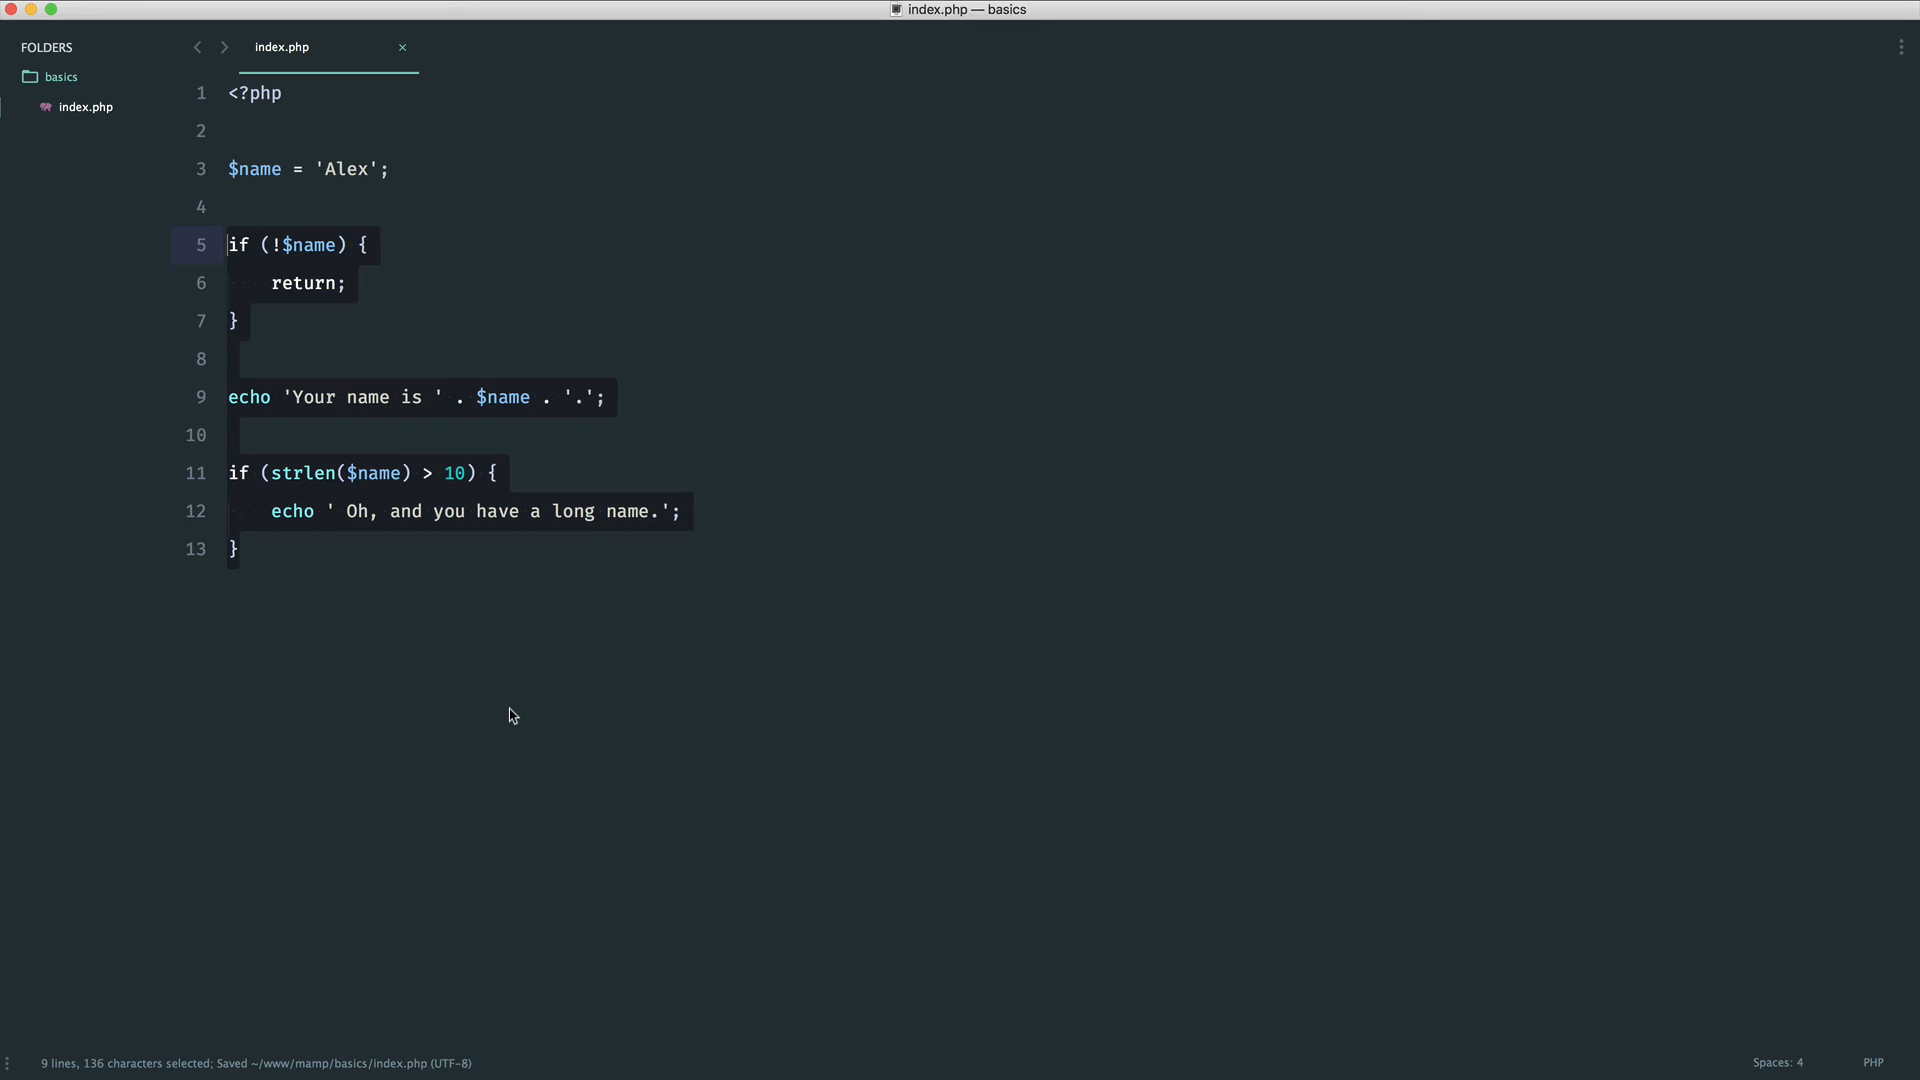 index.php — basics
FOLDERS
basics
index.php
index.php ×
1 <?php
2
3 $name = 'Alex';
4
5 if (!$name) {
6     return;
7 }
8
9 echo 'Your name is ' . $name . '.';
10
11 if (strlen($name) > 10) {
12     echo ' Oh, and you have a long name.';
13 }
9 lines, 136 characters selected; Saved ~/www/mamp/basics/index.php (UTF-8)
Spaces: 4
PHP